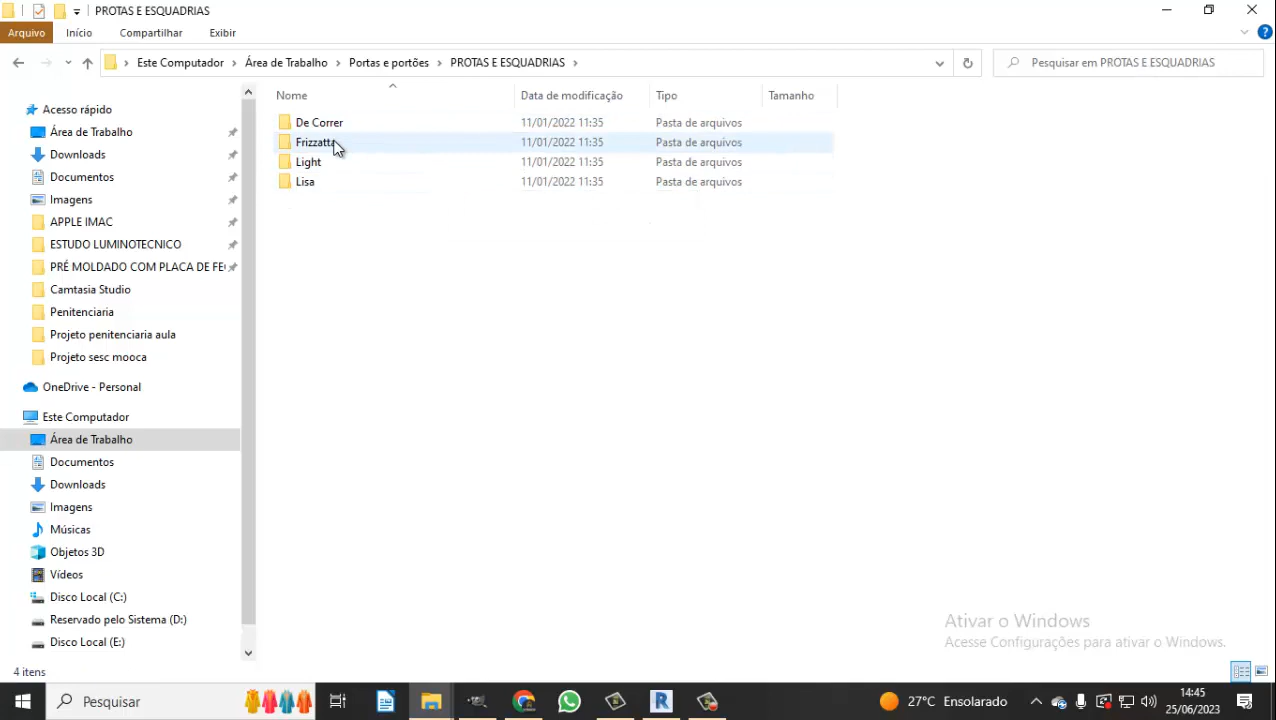 PROTAS E ESQUADRIAS
Arquivo Início Compartilhar Exibir
Este Computador Área de Trabalho Portas e portões PROTAS E ESQUADRIAS
Pesquisar em PROTAS E ESQUADRIAS
Nome Data de modificação Tipo Tamanho
De Correr 11/01/2022 11:35 Pasta de arquivos
Frizzatta 11/01/2022 11:35 Pasta de arquivos
Light 11/01/2022 11:35 Pasta de arquivos
Lisa 11/01/2022 11:35 Pasta de arquivos
Acesso rápido
Área de Trabalho
Downloads
Documentos
Imagens
APPLE IMAC
ESTUDO LUMINOTECNICO
PRÉ MOLDADO COM PLACA DE FE
Camtasia Studio
Penitenciaria
Projeto penitenciaria aula
Projeto sesc mooca
OneDrive - Personal
Este Computador
Área de Trabalho
Documentos
Downloads
Imagens
Músicas
Objetos 3D
Vídeos
Disco Local (C:)
Reservado pelo Sistema (D:)
Disco Local (E:)
Ativar o Windows
Acesse Configurações para ativar o Windows.
4 itens
Pesquisar
27°C Ensolarado
14:45
25/06/2023